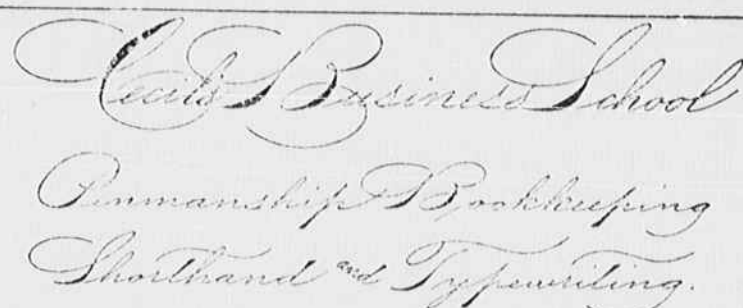 Cecil's Business School
Penmanship Bookkeeping
Shorthand and Typewriting.